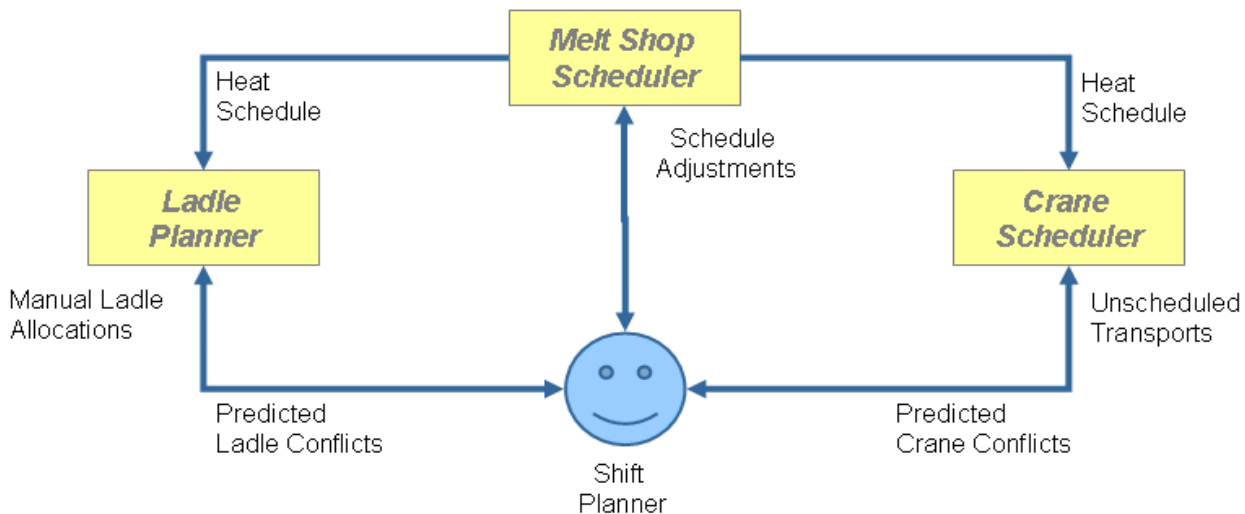 Melt Shop
Scheduler
Heat
Schedule
Heat
Schedule
Schedule
Adjustments
Ladle
Planner
Crane
Scheduler
Manual Ladle
Allocations
Unscheduled
Transports
Predicted
Ladle Conflicts
Predicted
Crane Conflicts
Shift
Planner